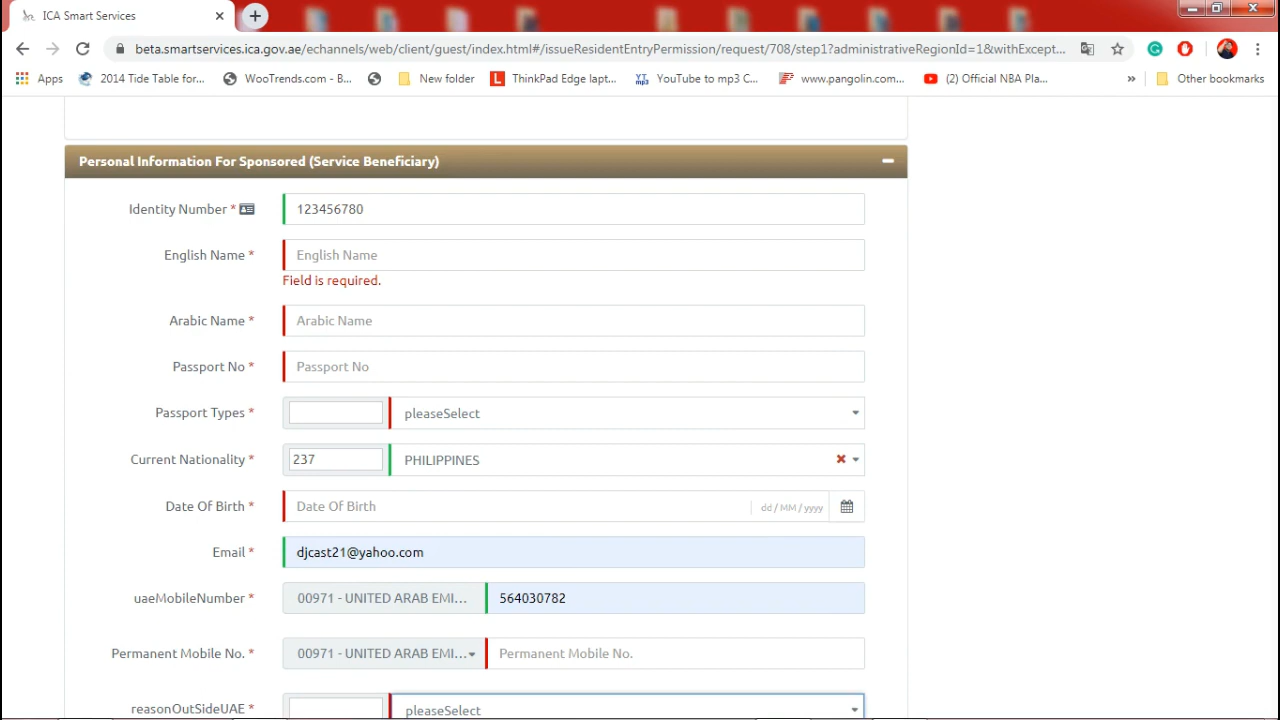 ICA Smart Services
beta.smartservices.ica.gov.ae/echannels/web/client/guest/index.html#/issueResidentEntryPermission/request/708/step1?administrativeRegionId=1&withExcept...
Apps 2014 Tide Table for... WooTrends.com - B... New folder ThinkPad Edge lapt... YouTube to mp3 C... www.pangolin.com... (2) Official NBA Pla... » Other bookmarks
Personal Information For Sponsored (Service Beneficiary)
Identity Number * 123456780
English Name * English Name
Field is required.
Arabic Name * Arabic Name
Passport No * Passport No
Passport Types * pleaseSelect
Current Nationality * 237 PHILIPPINES
Date Of Birth * Date Of Birth dd / MM / yyyy
Email * djcast21@yahoo.com
uaeMobileNumber * 00971 - UNITED ARAB EMI... 564030782
Permanent Mobile No. * 00971 - UNITED ARAB EMI... Permanent Mobile No.
reasonOutSideUAE * pleaseSelect